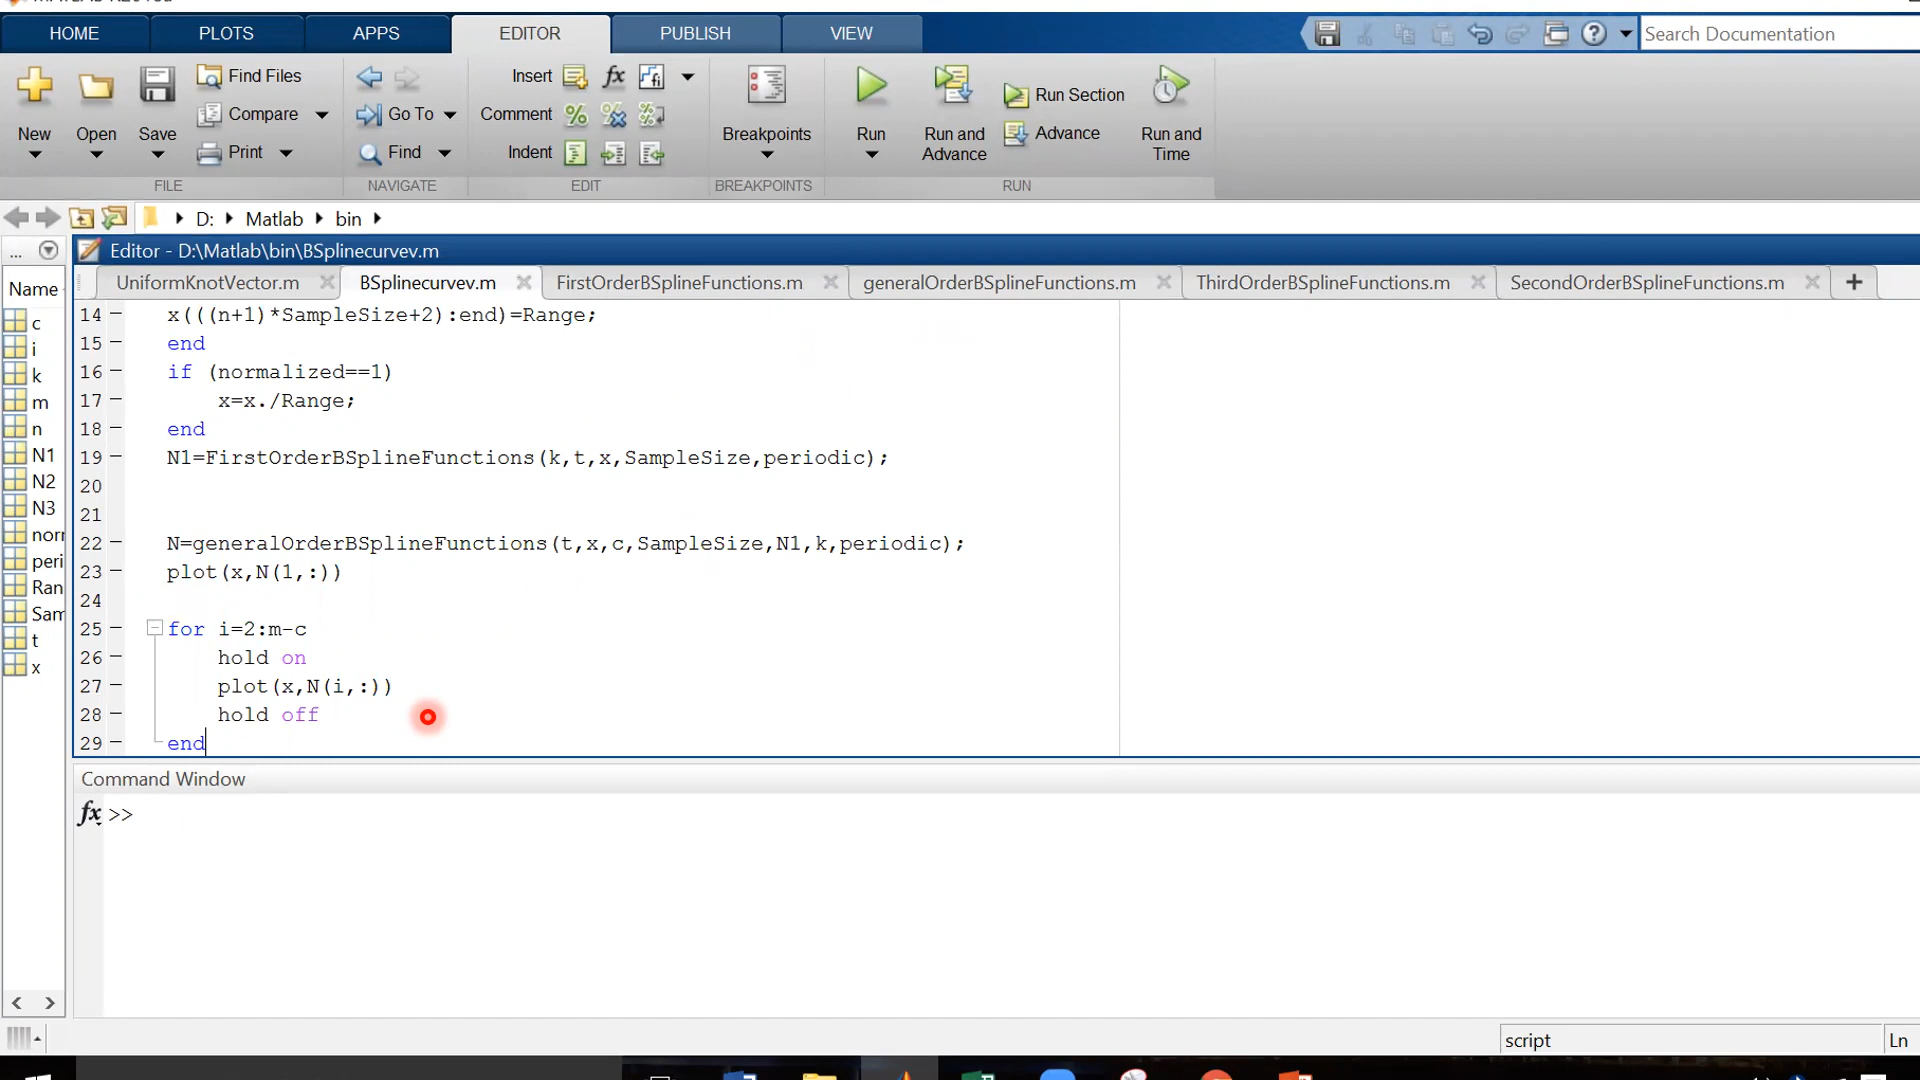 HOME PLOTS APPS EDITOR PUBLISH VIEW Search Documentation
New Open Save Find Files Compare Print
Go To Find
Insert fx Comment Indent
Breakpoints
Run Run and Advance Run Section Advance Run and Time
FILE NAVIGATE EDIT BREAKPOINTS RUN
D: Matlab bin
... Editor - D:\Matlab\bin\BSplinecurvev.m
UniformKnotVector.m BSplinecurvev.m FirstOrderBSplineFunctions.m generalOrderBSplineFunctions.m ThirdOrderBSplineFunctions.m SecondOrderBSplineFunctions.m +
Name
c
i
k
m
n
N1
N2
N3
norr
peri
Ran
Sam
t
x
14 – x(((n+1)*SampleSize+2):end)=Range;
15 – end
16 – if (normalized==1)
17 – x=x./Range;
18 – end
19 – N1=FirstOrderBSplineFunctions(k,t,x,SampleSize,periodic);
20
21
22 – N=generalOrderBSplineFunctions(t,x,c,SampleSize,N1,k,periodic);
23 – plot(x,N(1,:))
24
25 – for i=2:m-c
26 – hold on
27 – plot(x,N(i,:))
28 – hold off
29 – end
Command Window
fx >>
script Ln